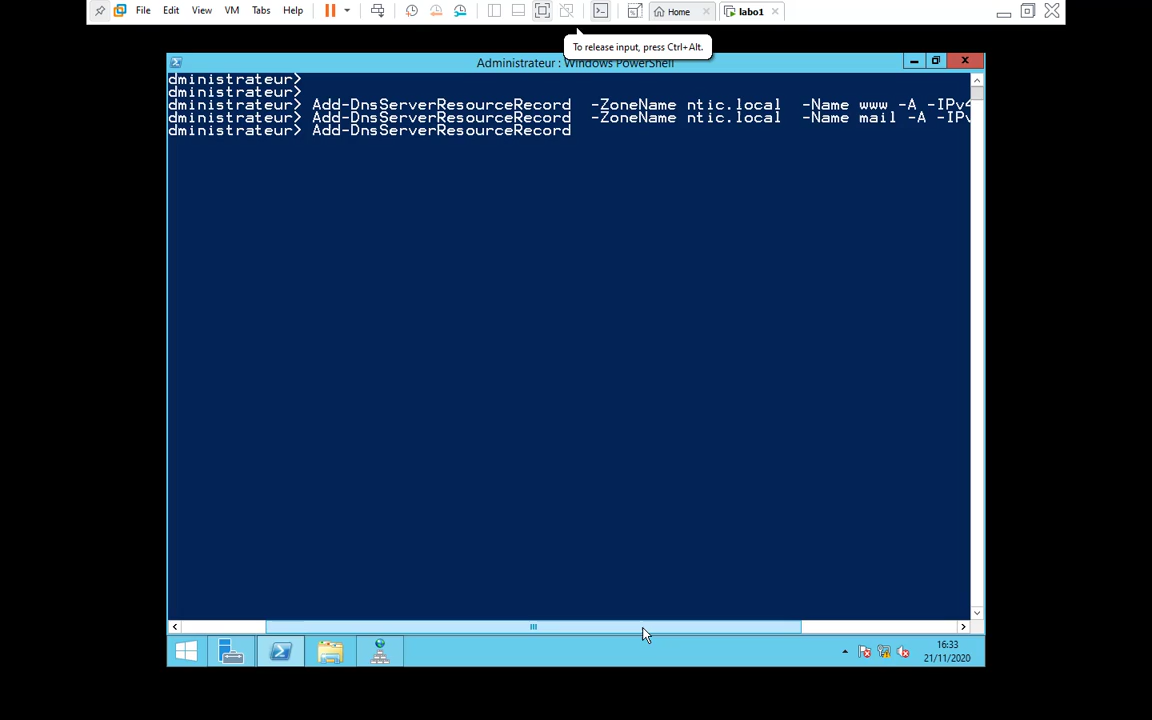 File Edit View VM Tabs Help Home labo1
To release input, press Ctrl+Alt.
Administrateur : Windows PowerShell
dministrateur>
dministrateur>
dministrateur> Add-DnsServerResourceRecord -ZoneName ntic.local -Name www -A -IPv4
dministrateur> Add-DnsServerResourceRecord -ZoneName ntic.local -Name mail -A -IPv
dministrateur> Add-DnsServerResourceRecord
16:33
21/11/2020